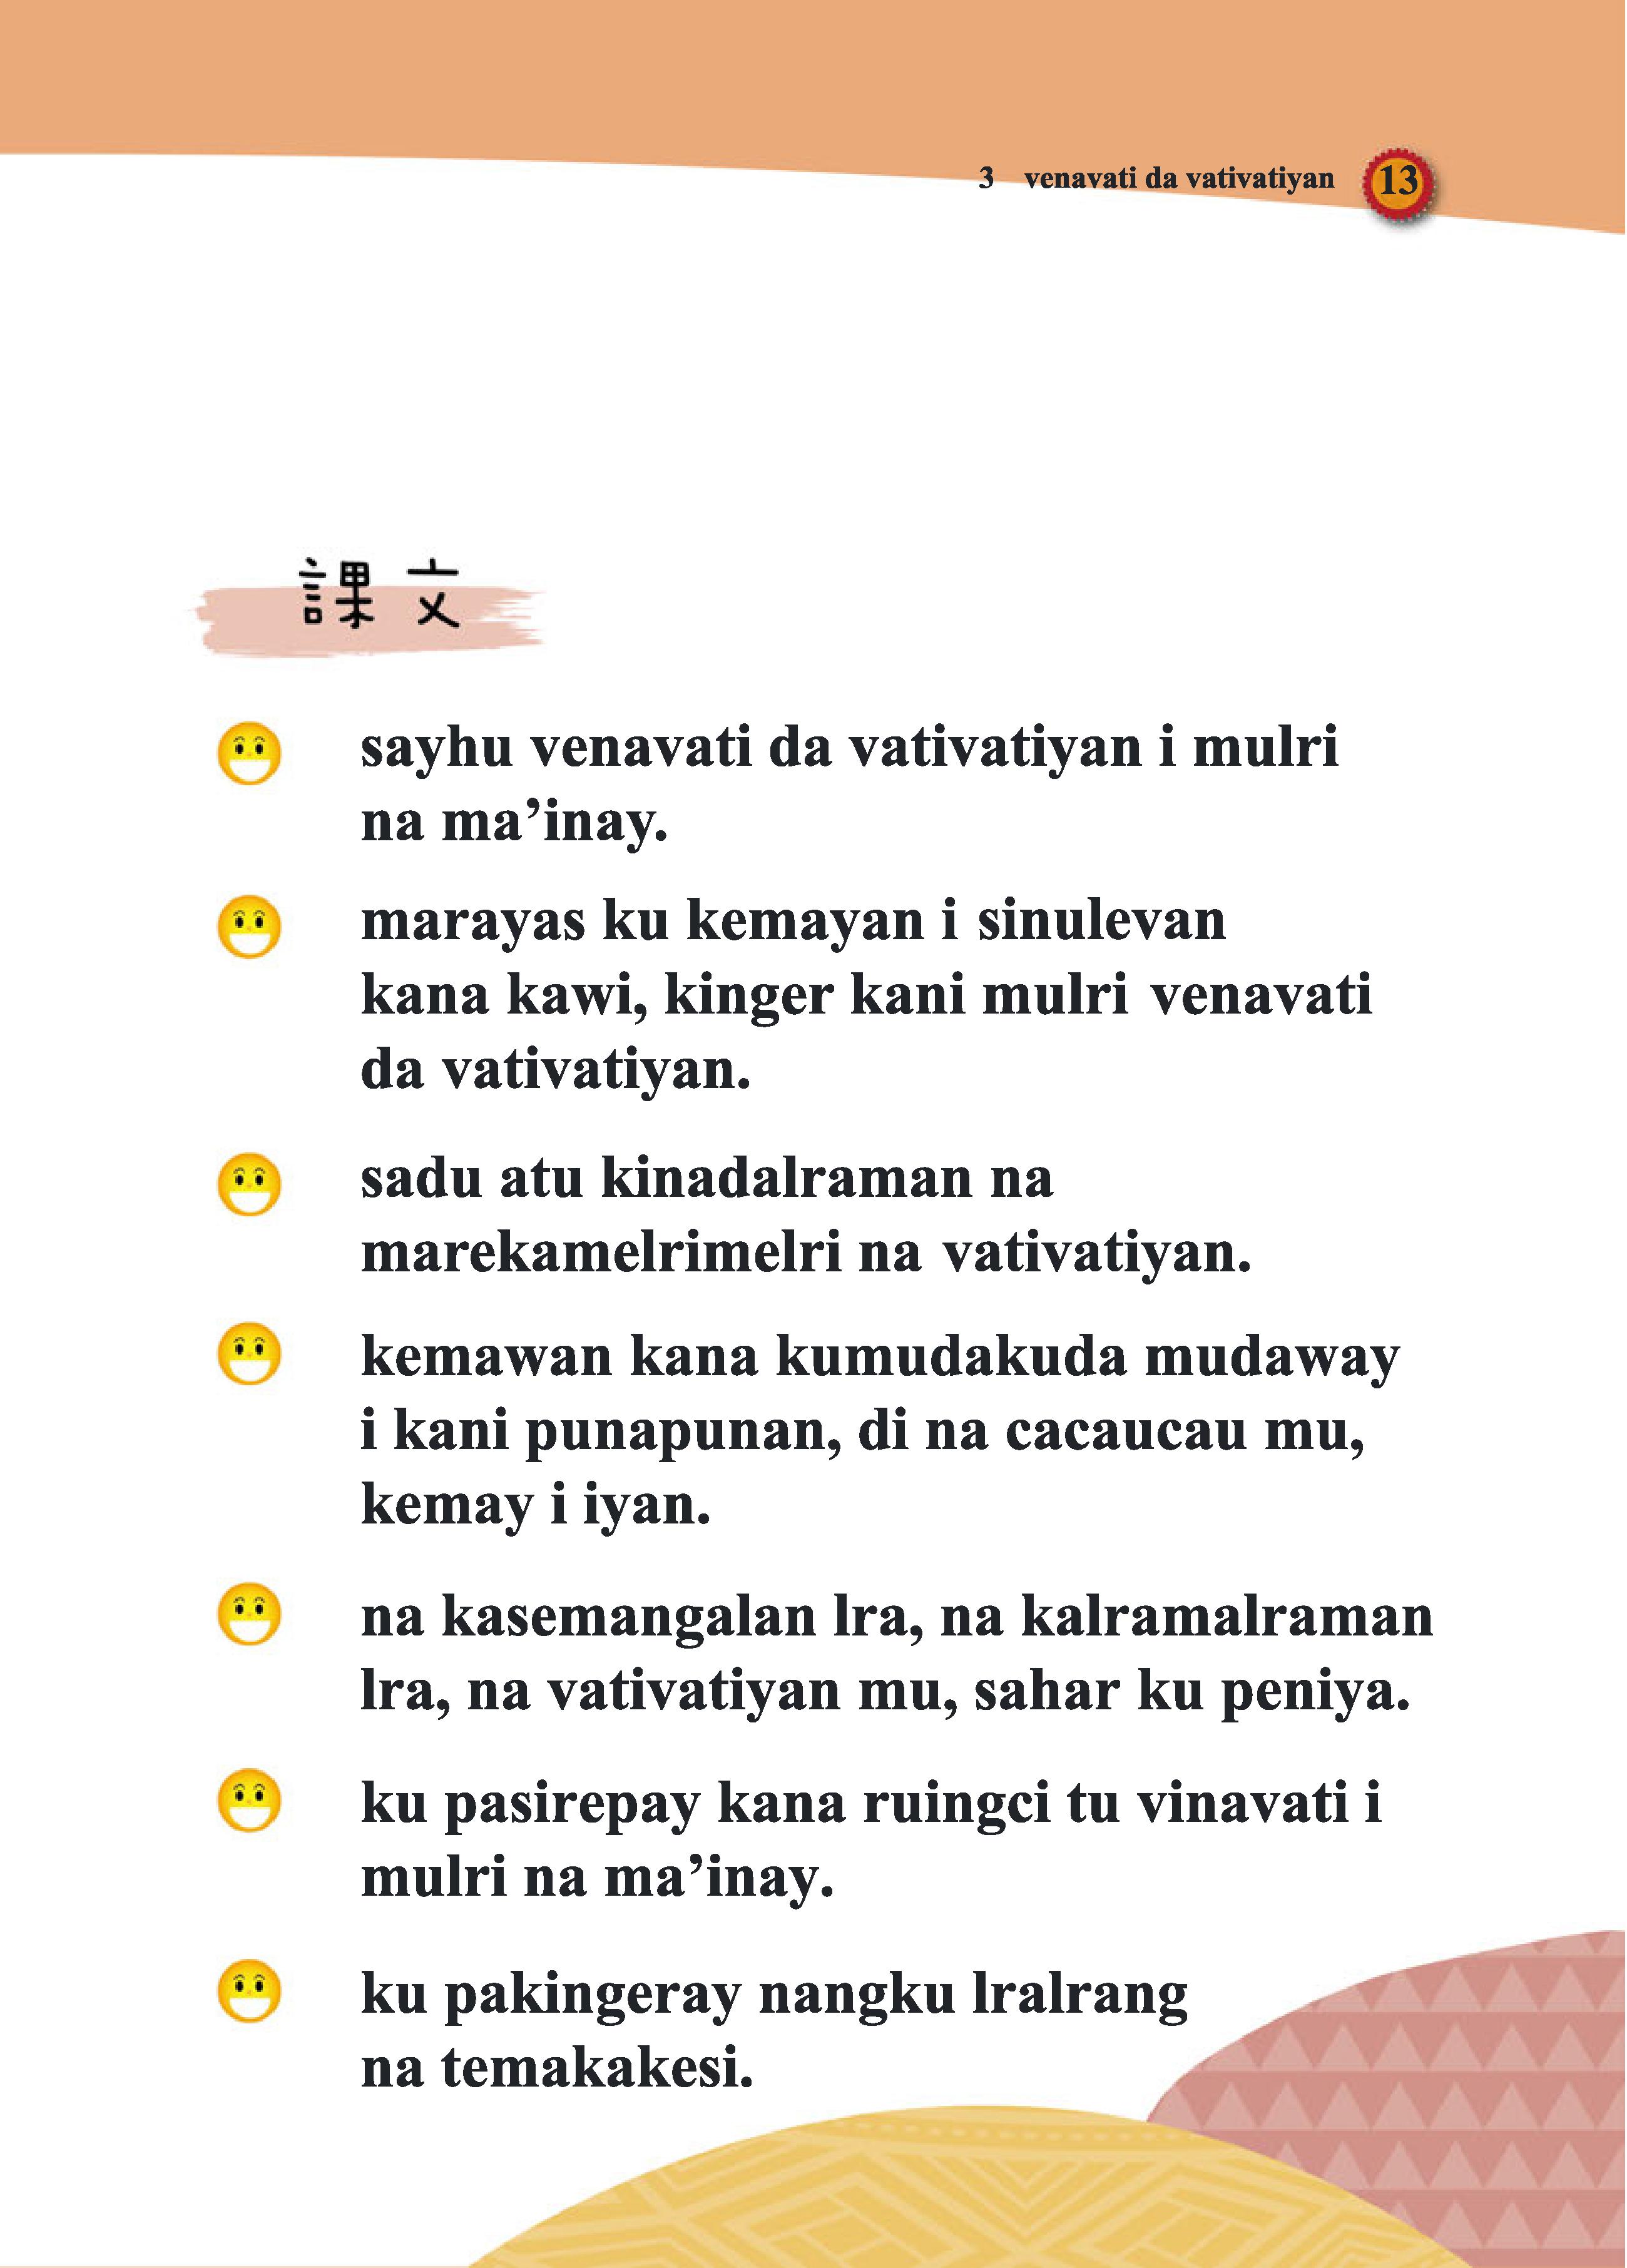 3 venavati da vativatiyan 13
課文
sayhu venavati da vativatiyan i mulri
na ma’inay.
marayas ku kemayan i sinulevan
kana kawi, kinger kani mulri venavati
da vativatiyan.
sadu atu kinadalraman na
marekamelrimelri na vativatiyan.
kemawan kana kumudakuda mudaway
i kani punapunan, di na cacaucau mu,
kemay i iyan.
na kasemangalan lra, na kalramalraman
lra, na vativatiyan mu, sahar ku peniya.
ku pasirepay kana ruingci tu vinavati i
mulri na ma’inay.
ku pakingeray nangku lralrang
na temakakesi.